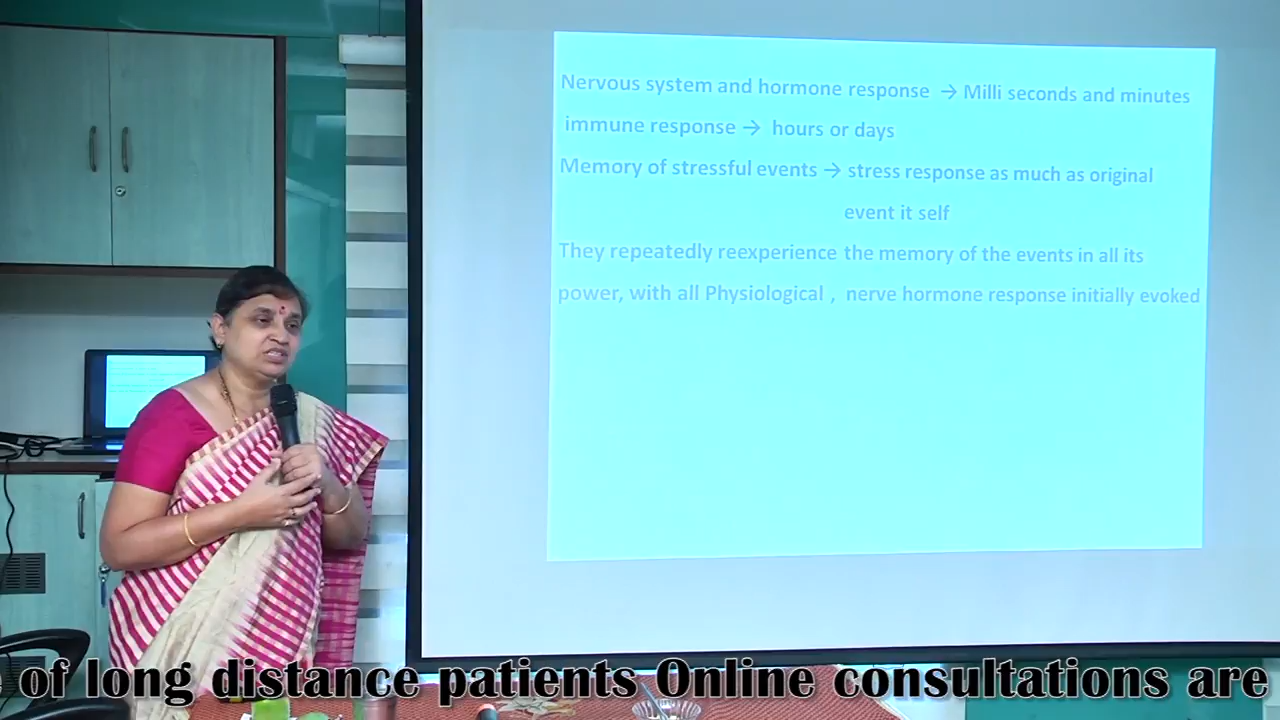 Nervous system and hormone response → Milli seconds and minutes
immune response → hours or days
Memory of stressful events → stress response as much as original
event it self
They repeatedly reexperience the memory of the events in all its
power, with all Physiological , nerve hormone response initially evoked
of long distance patients Online consultations are